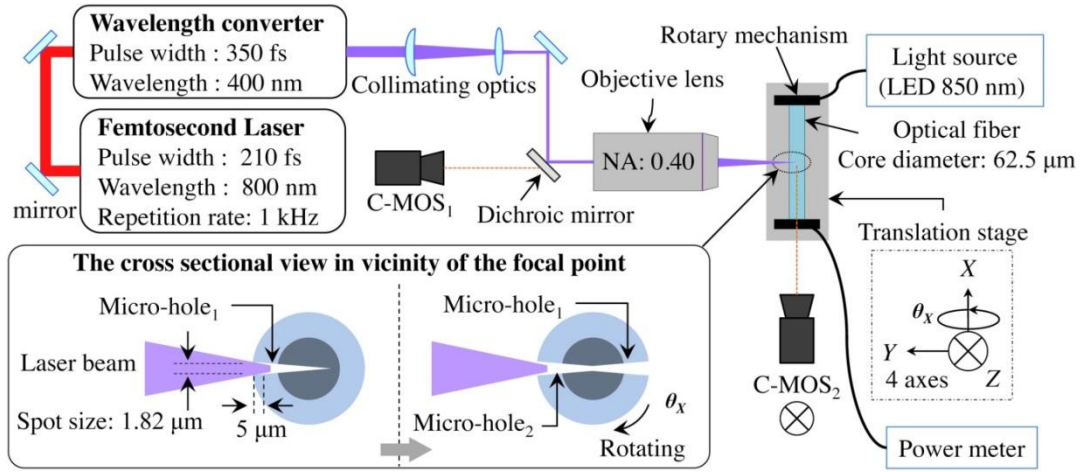 Wavelength converter
Pulse width : 350 fs
Wavelength : 400 nm
Femtosecond Laser
Pulse width : 210 fs
Wavelength : 800 nm
Repetition rate: 1 kHz
mirror
Collimating optics
C-MOS₁
Dichroic mirror
Objective lens
NA: 0.40
Rotary mechanism
Light source
(LED 850 nm)
Optical fiber
Core diameter: 62.5 μm
Translation stage
X
θX
Y
Z
4 axes
C-MOS₂
Power meter
The cross sectional view in vicinity of the focal point
Micro-hole₁
Laser beam
Spot size: 1.82 μm
5 μm
Micro-hole₁
Micro-hole₂
θX
Rotating